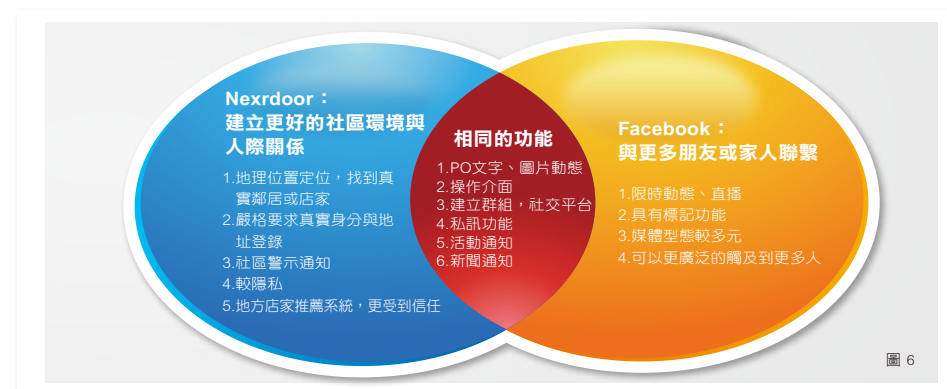 Nexrdoor：
建立更好的社區環境與
人際關係
1.地理位置定位，找到真
實鄰居或店家
2.嚴格要求真實身分與地
址登錄
3.社區警示通知
4.較隱私
5.地方店家推薦系統，更受到信任
相同的功能
1.PO文字、圖片動態
2.操作介面
3.建立群組，社交平台
4.私訊功能
5.活動通知
6.新聞通知
Facebook：
與更多朋友或家人聯繫
1.限時動態、直播
2.具有標記功能
3.媒體型態較多元
4.可以更廣泛的觸及到更多人
圖 6